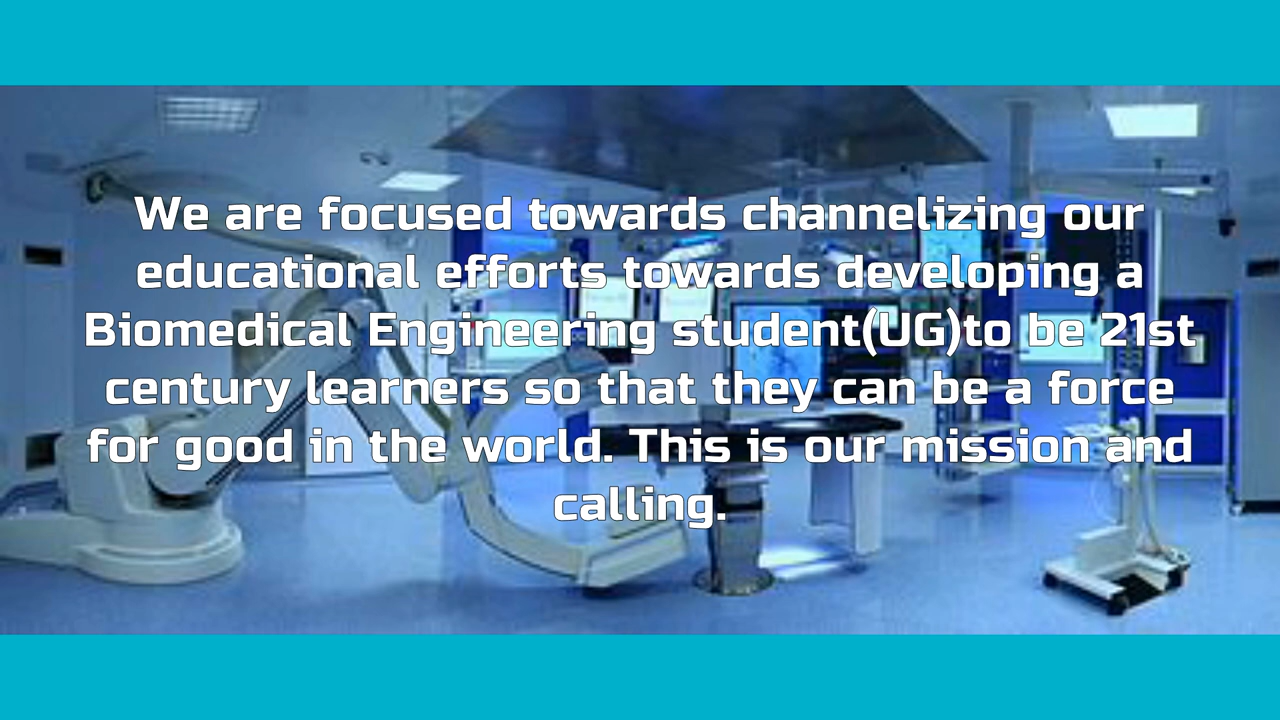 We are focused towards channelizing our
educational efforts towards developing a
Biomedical Engineering student(UG)to be 21st
century learners so that they can be a force
for good in the world. This is our mission and
calling.